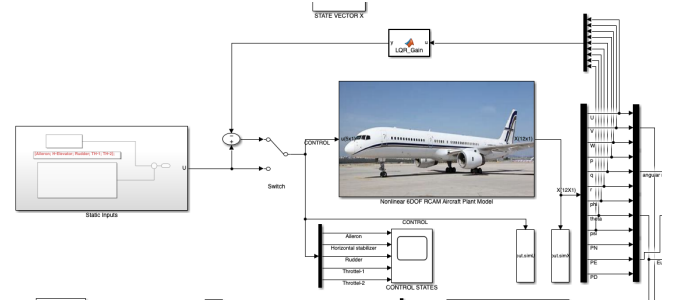 STATE VECTOR X
y
u
LQR_Gain
CONTROL
u(5x1)
X(12x1)
[Aileron, H-Elevator, Rudder, TH-1, TH-2]
U
Switch
Static Inputs
Nonlinear 6DOF RCAM Aircraft Plant Model
X(12X1)
U
V
W
p
q
r
phi
theta
psi
PN
PE
PD
angular
CONTROL
Aileron
Horizontal stabilizer
Rudder
Throttel-1
Throttel-2
CONTROL STATES
out.simU
out.simX